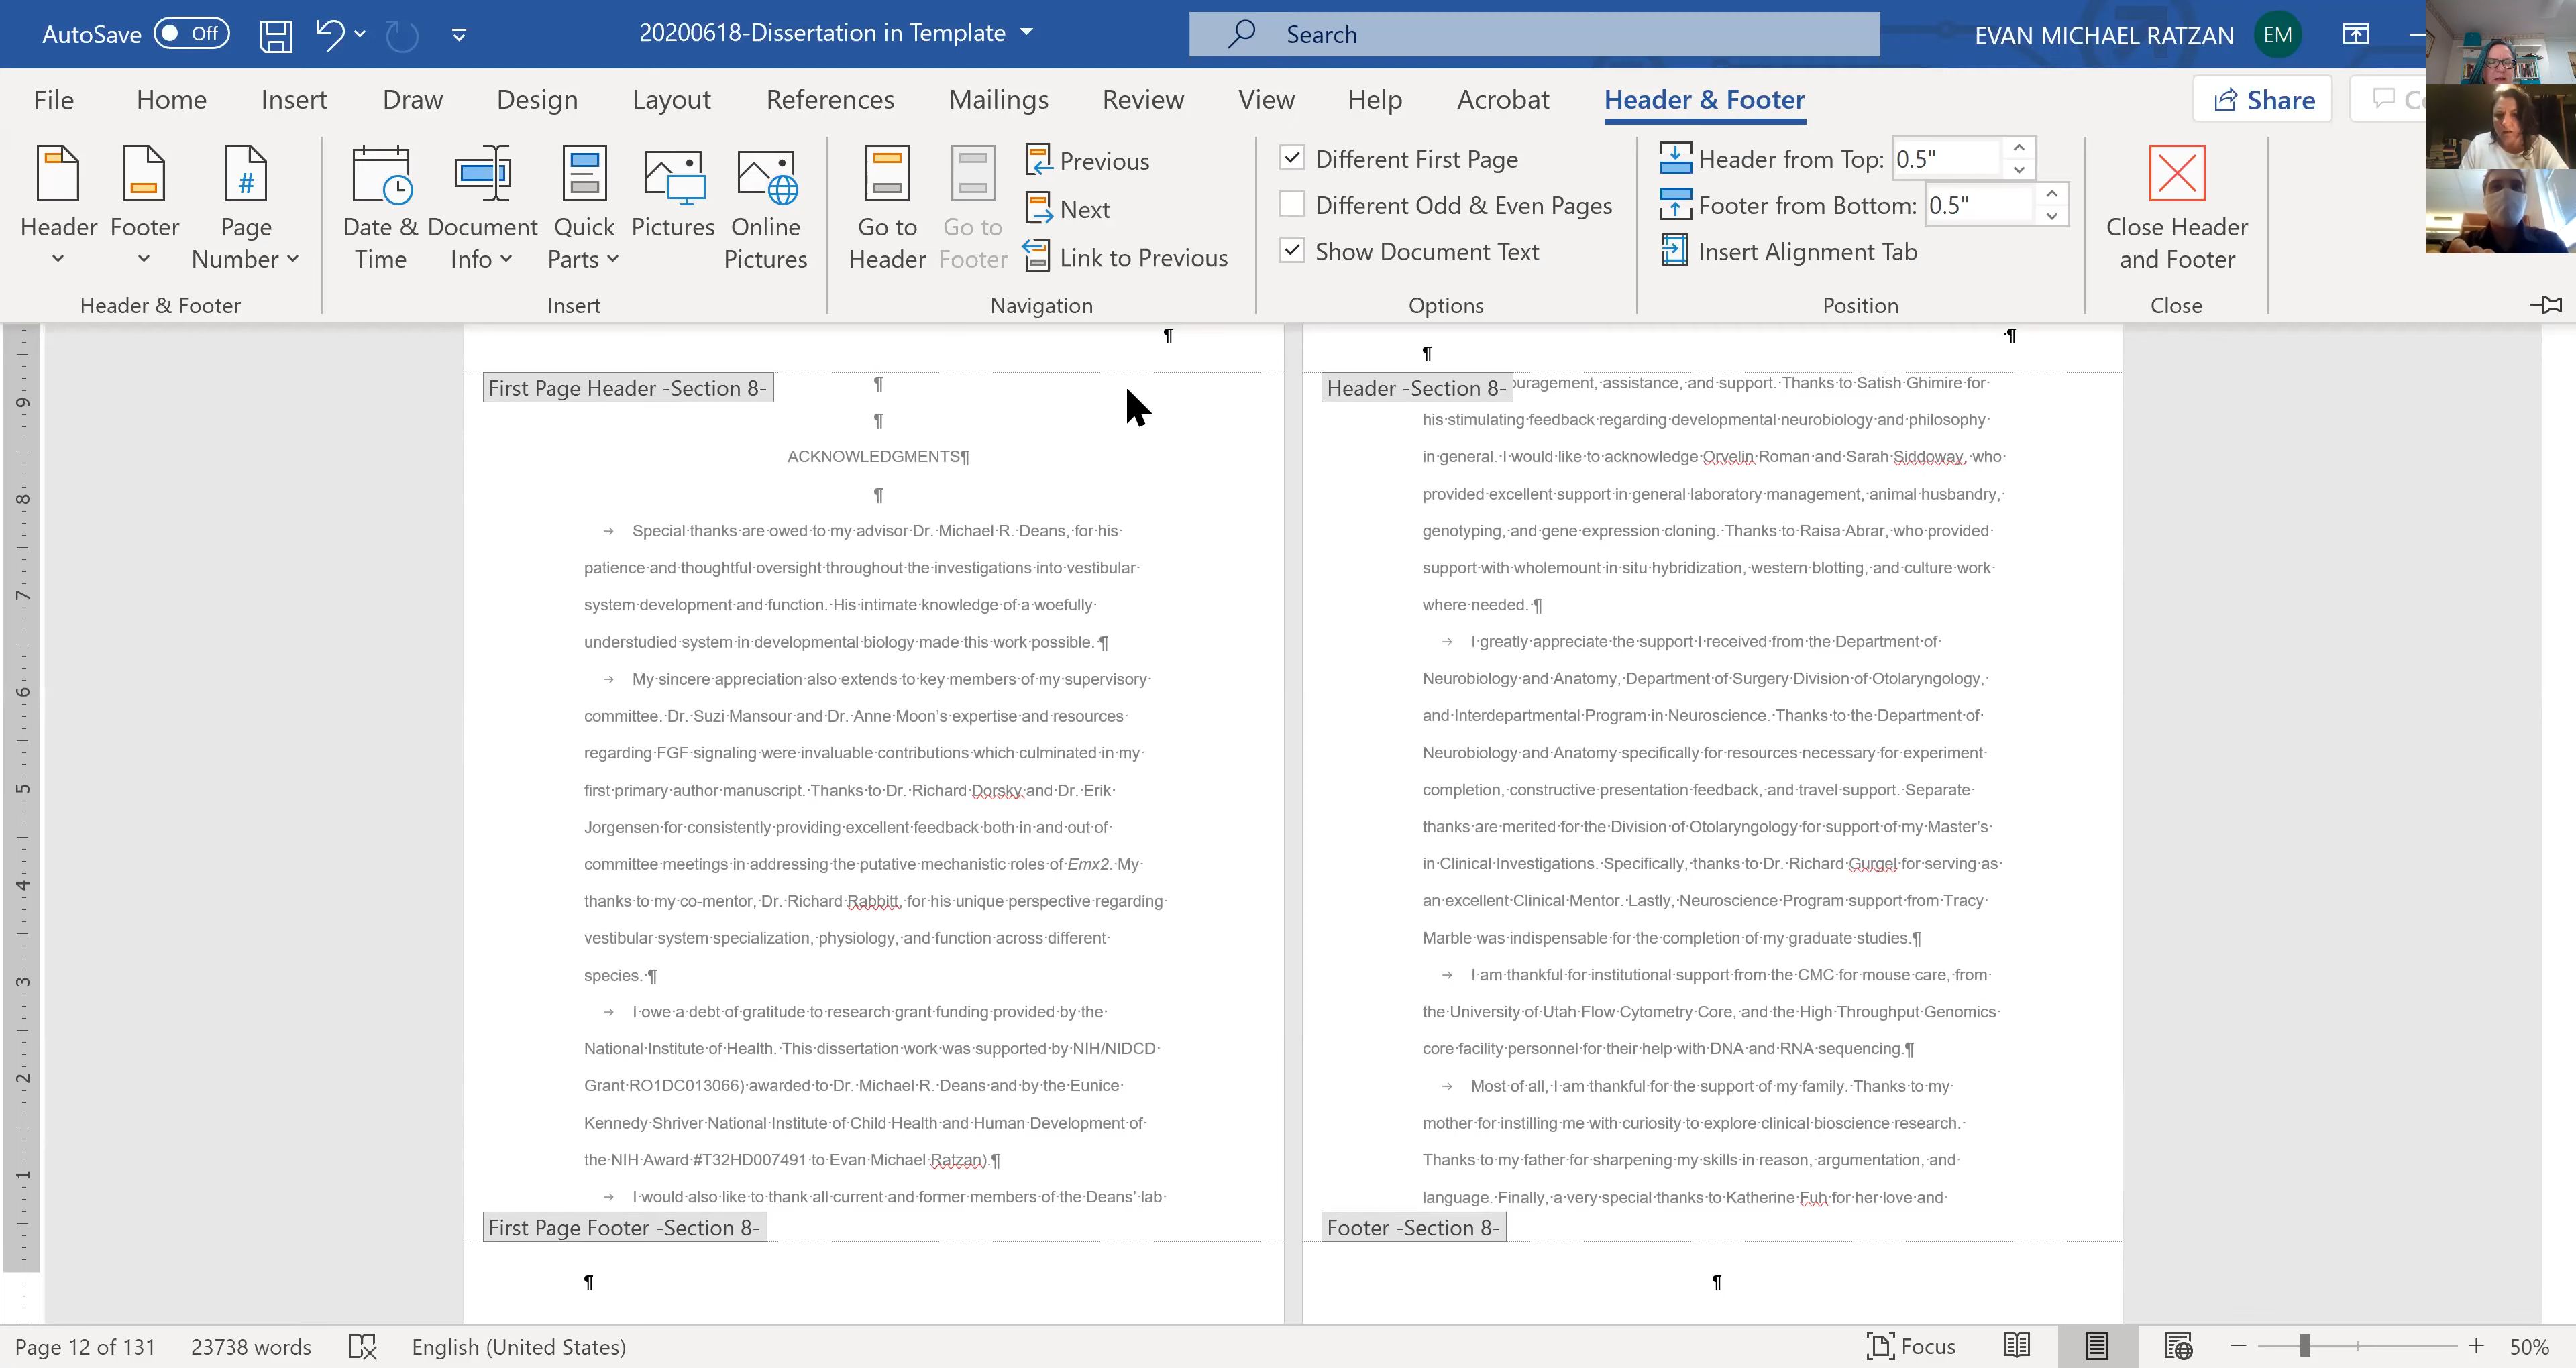 AutoSave Off
20200618-Dissertation in Template
Search
EVAN MICHAEL RATZAN EM
File Home Insert Draw Design Layout References Mailings Review View Help Acrobat Header & Footer
Share
Header
Footer
Page Number
Header & Footer
Date & Time
Document Info
Quick Parts
Pictures
Online Pictures
Insert
Go to Header
Go to Footer
Previous
Next
Link to Previous
Navigation
Different First Page
Different Odd & Even Pages
Show Document Text
Options
Header from Top: 0.5"
Footer from Bottom: 0.5"
Insert Alignment Tab
Position
Close Header and Footer
Close
9
8
7
6
5
4
3
2
1
¶
First Page Header -Section 8-
¶
¶
ACKNOWLEDGMENTS¶
¶
Special thanks are owed to my advisor Dr. Michael R. Deans, for his
patience and thoughtful oversight throughout the investigations into vestibular
system development and function. His intimate knowledge of a woefully
understudied system in developmental biology made this work possible. ¶
My sincere appreciation also extends to key members of my supervisory
committee. Dr. Suzi Mansour and Dr. Anne Moon's expertise and resources
regarding FGF signaling were invaluable contributions which culminated in my
first primary author manuscript. Thanks to Dr. Richard Dorsky and Dr. Erik
Jorgensen for consistently providing excellent feedback both in and out of
committee meetings in addressing the putative mechanistic roles of Emx2. My
thanks to my co-mentor, Dr. Richard Rabbitt, for his unique perspective regarding
vestibular system specialization, physiology, and function across different
species. ¶
I owe a debt of gratitude to research grant funding provided by the
National Institute of Health. This dissertation work was supported by NIH/NIDCD
Grant RO1DC013066) awarded to Dr. Michael R. Deans and by the Eunice
Kennedy Shriver National Institute of Child Health and Human Development of
the NIH Award #T32HD007491 to Evan Michael Ratzan).¶
I would also like to thank all current and former members of the Deans' lab
First Page Footer -Section 8-
¶
¶
¶
Header -Section 8-
uragement, assistance, and support. Thanks to Satish Ghimire for
his stimulating feedback regarding developmental neurobiology and philosophy
in general. I would like to acknowledge Orvelin Roman and Sarah Siddoway, who
provided excellent support in general laboratory management, animal husbandry,
genotyping, and gene expression cloning. Thanks to Raisa Abrar, who provided
support with wholemount in situ hybridization, western blotting, and culture work
where needed. ¶
I greatly appreciate the support I received from the Department of
Neurobiology and Anatomy, Department of Surgery Division of Otolaryngology,
and Interdepartmental Program in Neuroscience. Thanks to the Department of
Neurobiology and Anatomy specifically for resources necessary for experiment
completion, constructive presentation feedback, and travel support. Separate
thanks are merited for the Division of Otolaryngology for support of my Master's
in Clinical Investigations. Specifically, thanks to Dr. Richard Gurgel for serving as
an excellent Clinical Mentor. Lastly, Neuroscience Program support from Tracy
Marble was indispensable for the completion of my graduate studies.¶
I am thankful for institutional support from the CMC for mouse care, from
the University of Utah Flow Cytometry Core, and the High Throughput Genomics
core facility personnel for their help with DNA and RNA sequencing.¶
Most of all, I am thankful for the support of my family. Thanks to my
mother for instilling me with curiosity to explore clinical bioscience research.
Thanks to my father for sharpening my skills in reason, argumentation, and
language. Finally, a very special thanks to Katherine Fuh for her love and
Footer -Section 8-
¶
Page 12 of 131 23738 words English (United States) Focus 50%